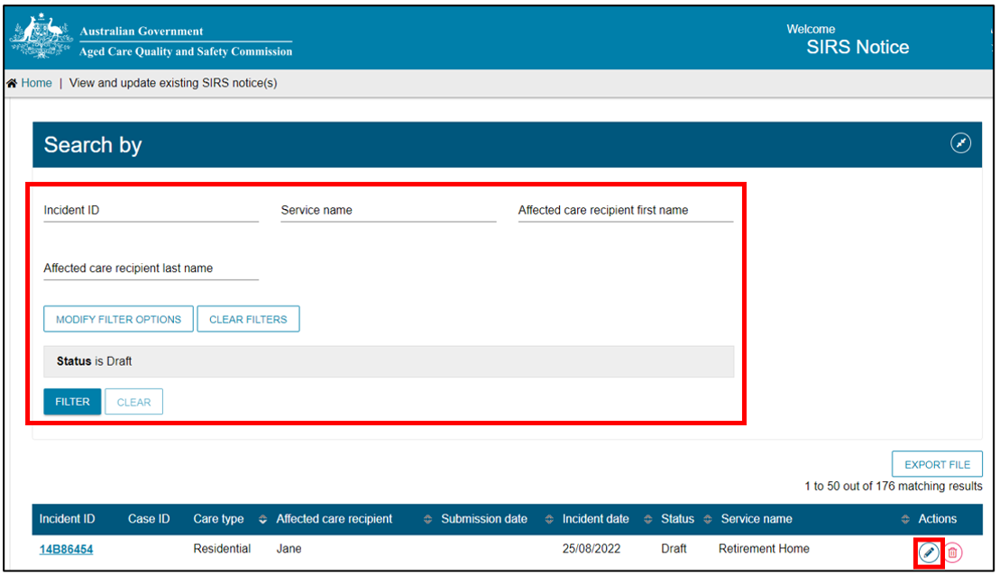 Australian Government
Aged Care Quality and Safety Commission
Welcome
SIRS Notice
Home | View and update existing SIRS notice(s)
Search by
Incident ID Service name Affected care recipient first name
Affected care recipient last name
MODIFY FILTER OPTIONS CLEAR FILTERS
Status is Draft
FILTER CLEAR
EXPORT FILE
1 to 50 out of 176 matching results
Incident ID Case ID Care type Affected care recipient Submission date Incident date Status Service name Actions
14B86454 Residential Jane 25/08/2022 Draft Retirement Home